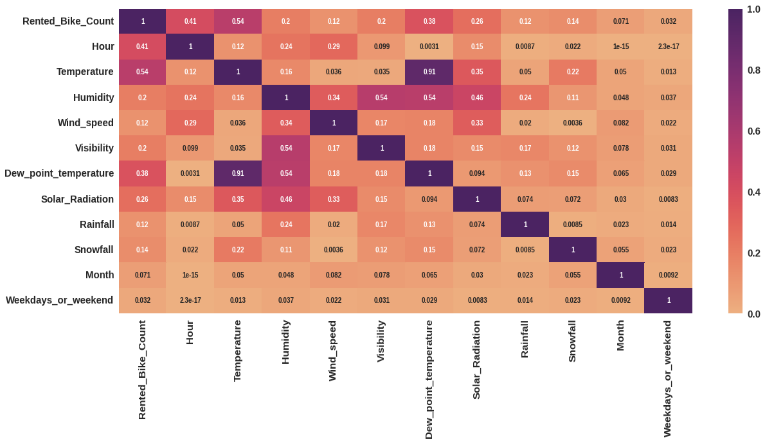 Rented_Bike_Count 1 0.41 0.54 0.2 0.12 0.2 0.38 0.26 0.12 0.14 0.071 0.032
Hour 0.41 1 0.12 0.24 0.29 0.099 0.0031 0.15 0.0087 0.022 1e-15 2.3e-17
Temperature 0.54 0.12 1 0.16 0.036 0.035 0.91 0.35 0.05 0.22 0.05 0.013
Humidity 0.2 0.24 0.16 1 0.34 0.54 0.54 0.46 0.24 0.11 0.048 0.037
Wind_speed 0.12 0.29 0.036 0.34 1 0.17 0.18 0.33 0.02 0.0036 0.082 0.022
Visibility 0.2 0.099 0.035 0.54 0.17 1 0.18 0.15 0.17 0.12 0.078 0.031
Dew_point_temperature 0.38 0.0031 0.91 0.54 0.18 0.18 1 0.094 0.13 0.15 0.065 0.029
Solar_Radiation 0.26 0.15 0.35 0.46 0.33 0.15 0.094 1 0.074 0.072 0.03 0.0083
Rainfall 0.12 0.0087 0.05 0.24 0.02 0.17 0.13 0.074 1 0.0085 0.023 0.014
Snowfall 0.14 0.022 0.22 0.11 0.0036 0.12 0.15 0.072 0.0085 1 0.055 0.023
Month 0.071 1e-15 0.05 0.048 0.082 0.078 0.065 0.03 0.023 0.055 1 0.0092
Weekdays_or_weekend 0.032 2.3e-17 0.013 0.037 0.022 0.031 0.029 0.0083 0.014 0.023 0.0092 1
Rented_Bike_Count
Hour
Temperature
Humidity
Wind_speed
Visibility
Dew_point_temperature
Solar_Radiation
Rainfall
Snowfall
Month
Weekdays_or_weekend
1.0
0.8
0.6
0.4
0.2
0.0